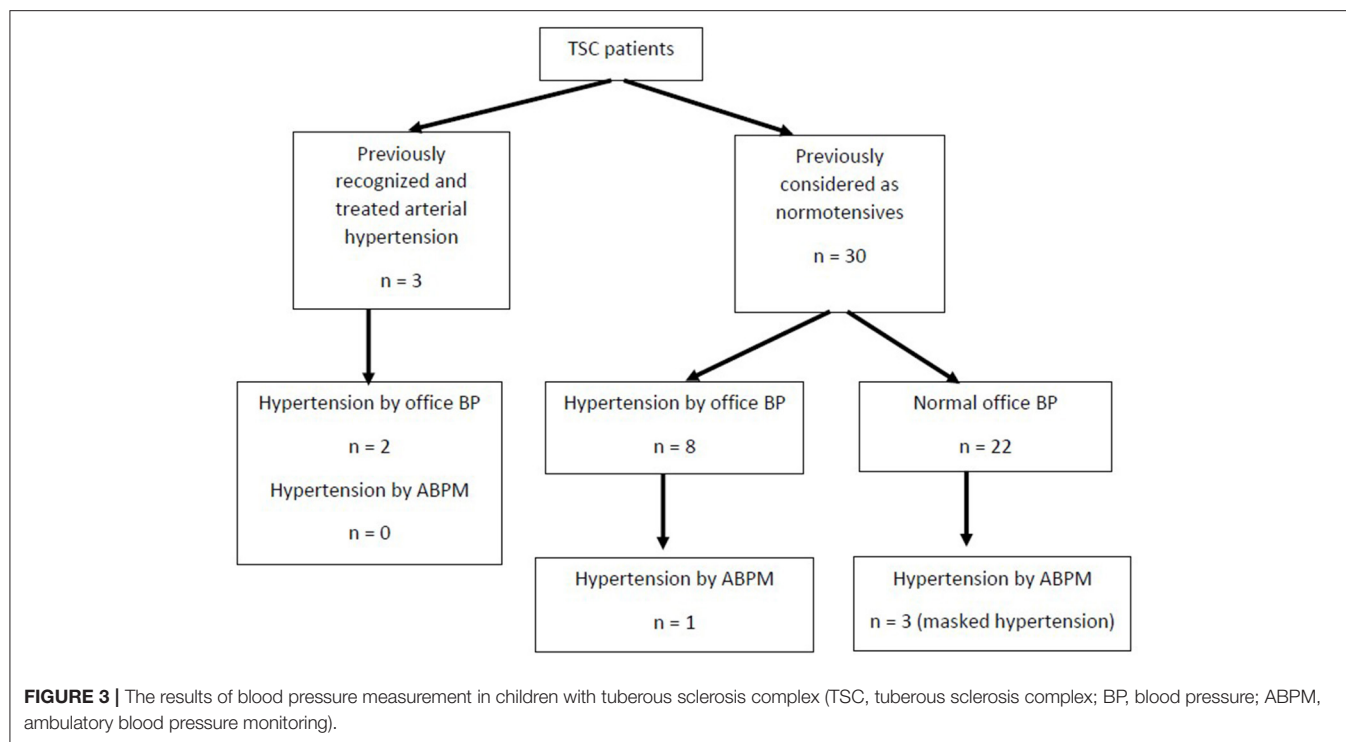 TSC patients
Previously
recognized and
treated arterial
hypertension
n = 3
Previously
considered as
normotensives
n = 30
Hypertension by office BP
n = 2
Hypertension by ABPM
n = 0
Hypertension by office BP
n = 8
Normal office BP
n = 22
Hypertension by ABPM
n = 1
Hypertension by ABPM
n = 3 (masked hypertension)
FIGURE 3 | The results of blood pressure measurement in children with tuberous sclerosis complex (TSC, tuberous sclerosis complex; BP, blood pressure; ABPM,
ambulatory blood pressure monitoring).